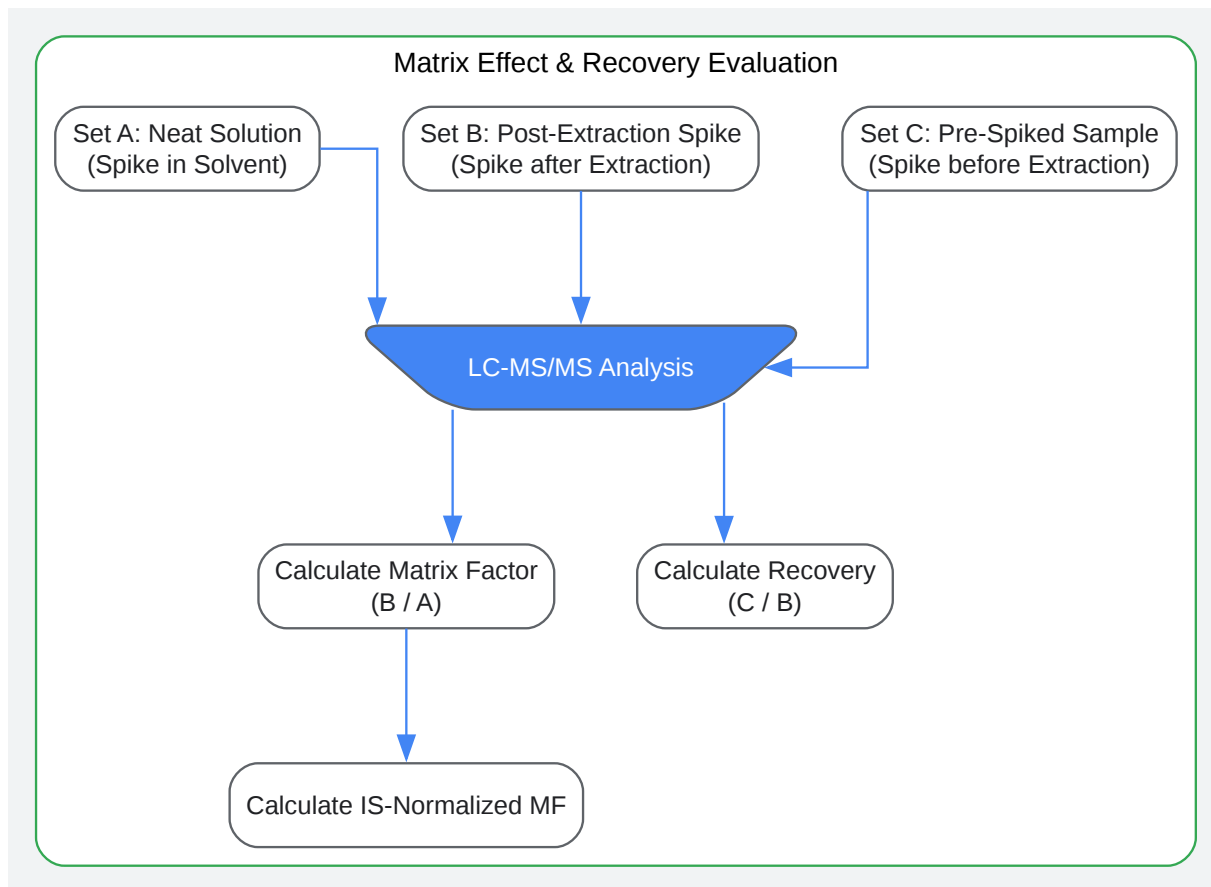 Matrix Effect & Recovery Evaluation
Set A: Neat Solution
(Spike in Solvent)
Set B: Post-Extraction Spike
(Spike after Extraction)
Set C: Pre-Spiked Sample
(Spike before Extraction)
LC-MS/MS Analysis
Calculate Matrix Factor
(B / A)
Calculate Recovery
(C / B)
Calculate IS-Normalized MF